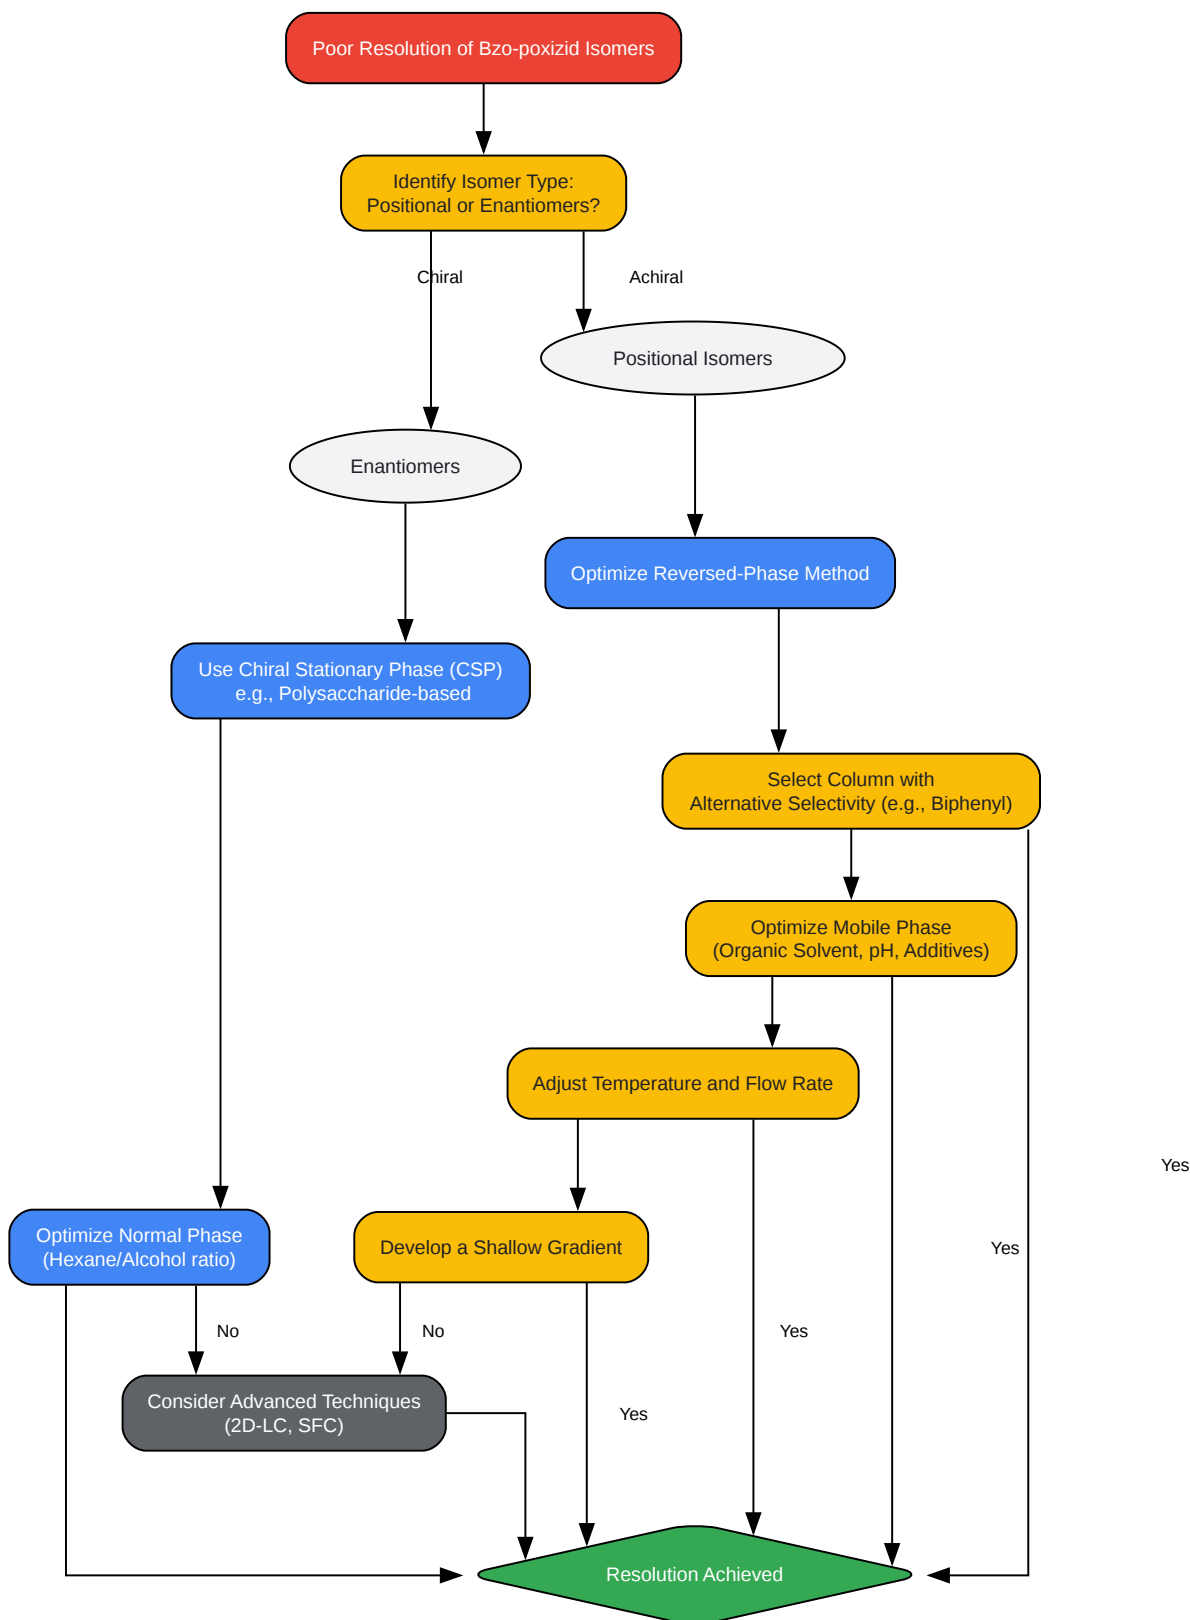 Poor Resolution of Bzo-poxizid Isomers
Identify Isomer Type:
Positional or Enantiomers?
Chiral
Achiral
Positional Isomers
Enantiomers
Optimize Reversed-Phase Method
Use Chiral Stationary Phase (CSP)
e.g., Polysaccharide-based
Select Column with
Alternative Selectivity (e.g., Biphenyl)
Optimize Mobile Phase
(Organic Solvent, pH, Additives)
Adjust Temperature and Flow Rate
Yes
Optimize Normal Phase
(Hexane/Alcohol ratio)
Develop a Shallow Gradient
Yes
No
No
Yes
Consider Advanced Techniques
(2D-LC, SFC)
Yes
Resolution Achieved